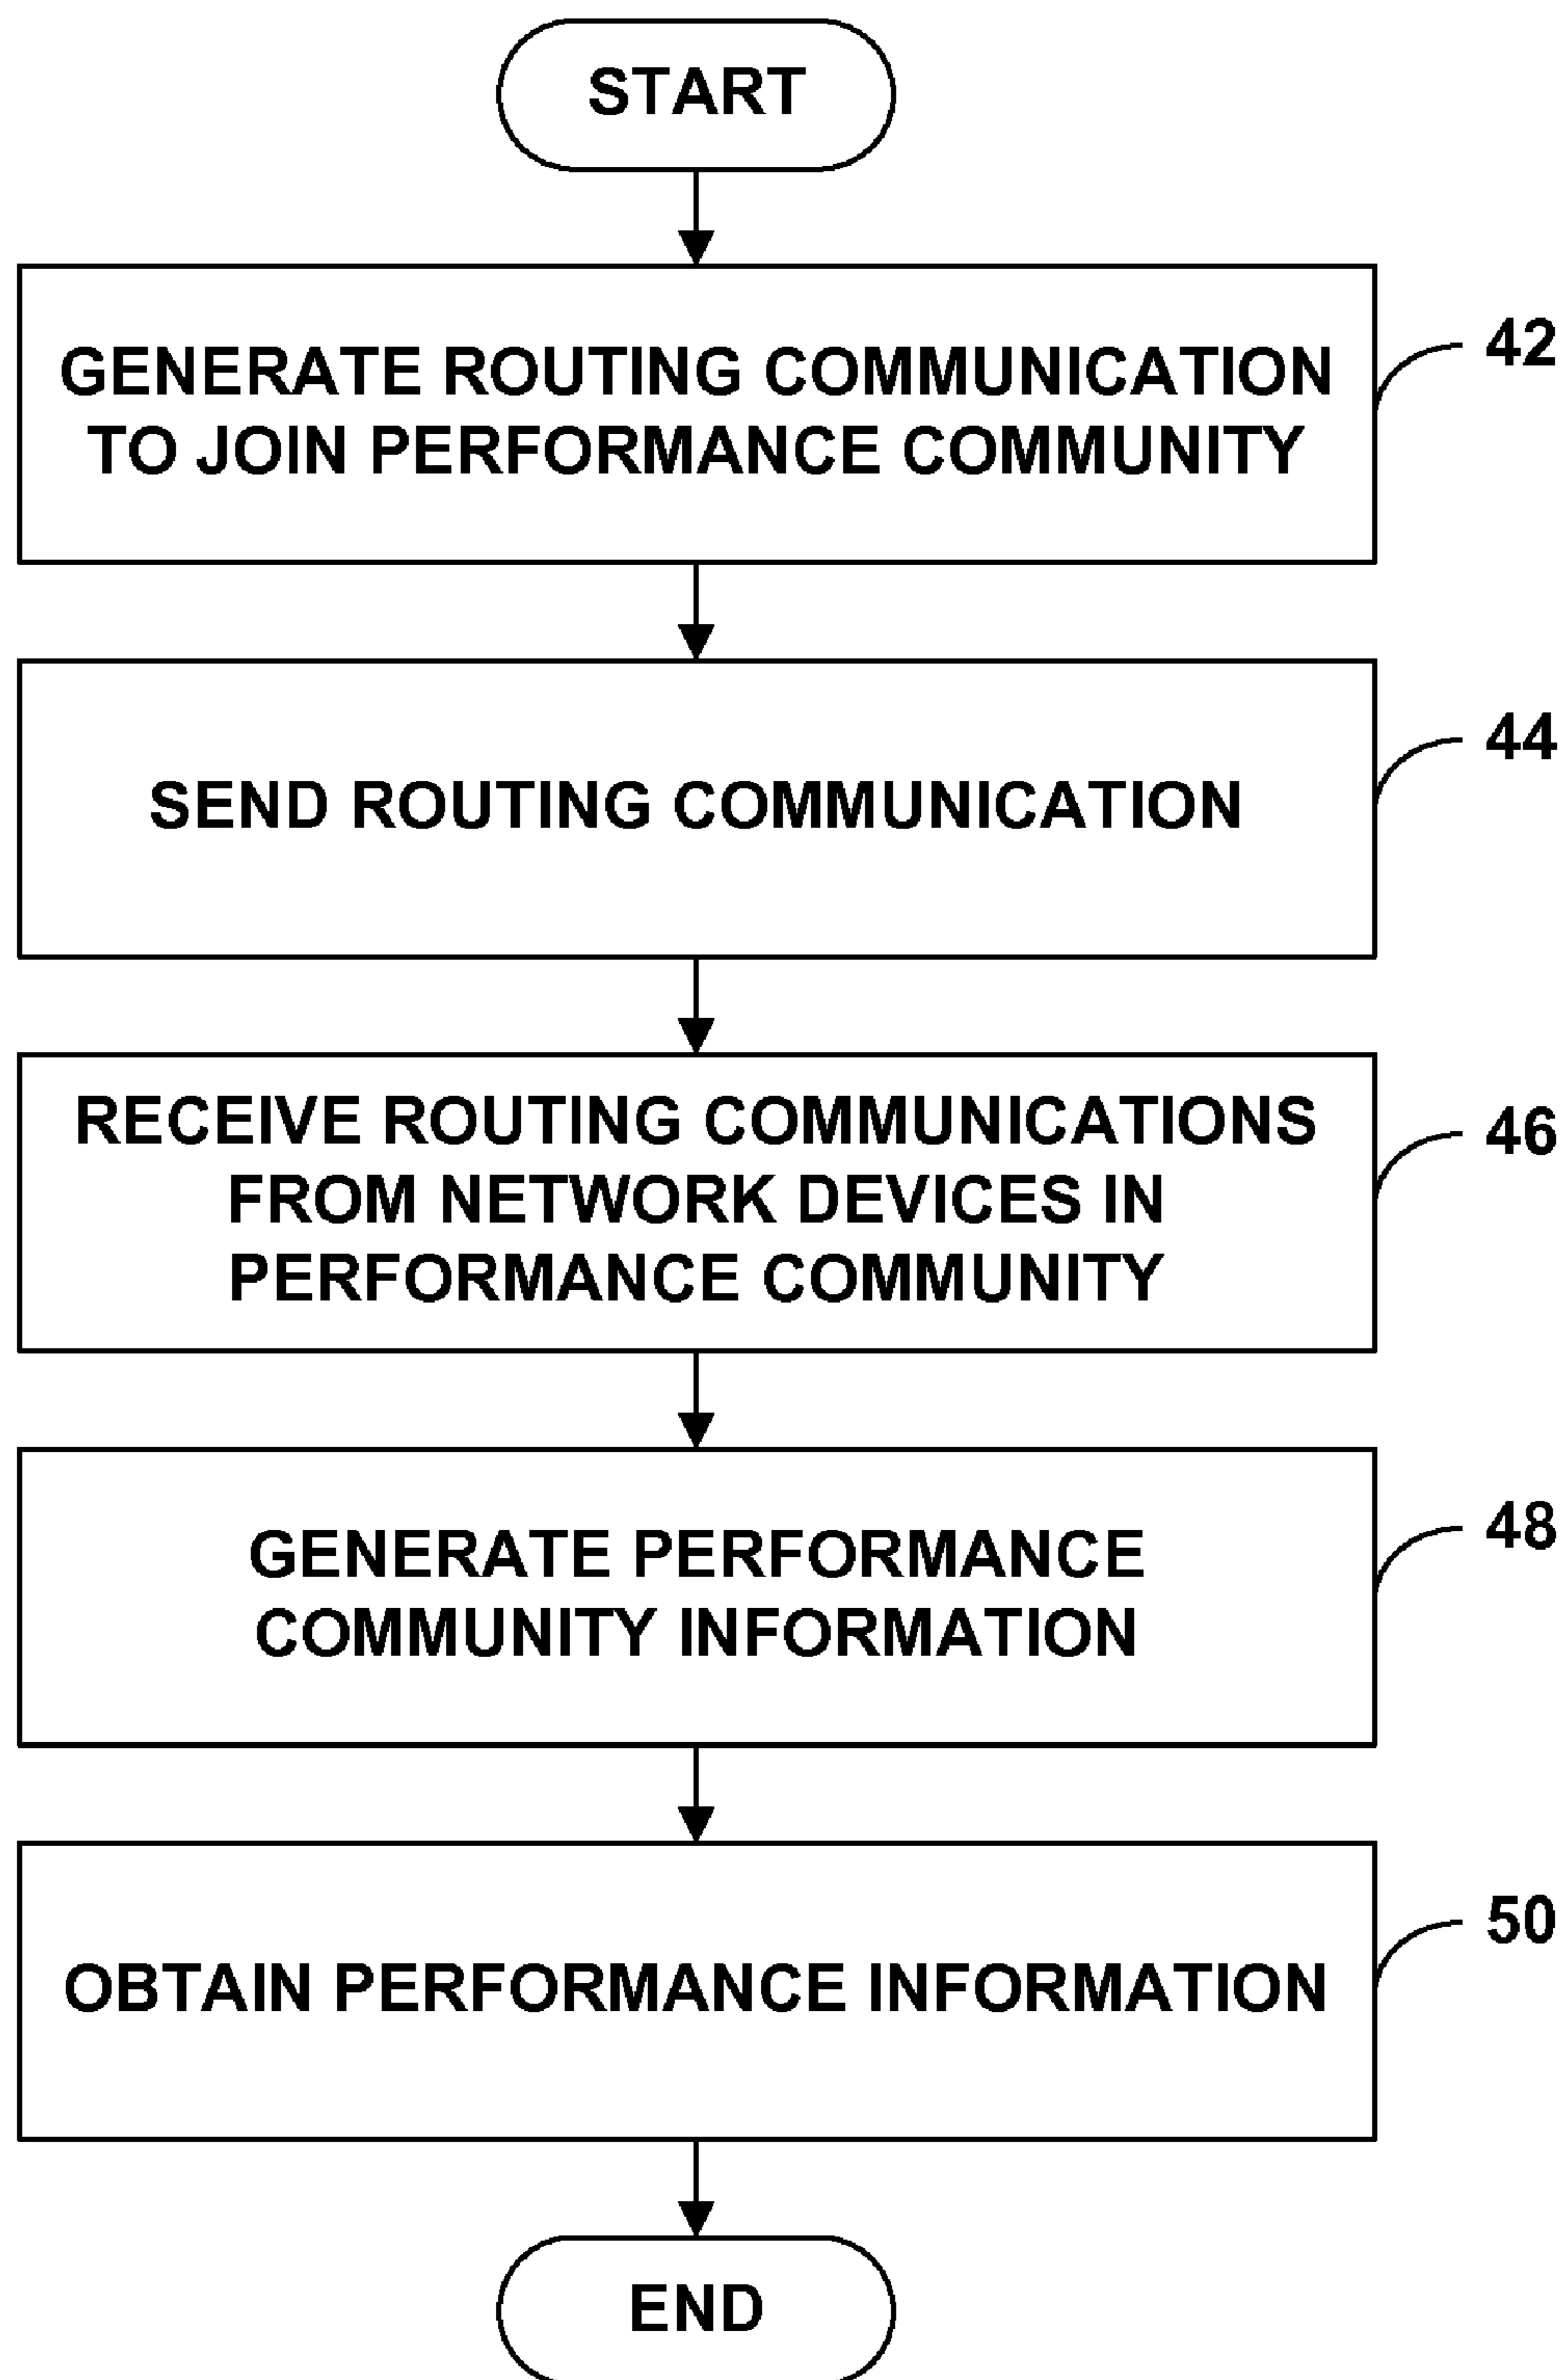 START
GENERATE ROUTING COMMUNICATION
TO JOIN PERFORMANCE COMMUNITY
42
SEND ROUTING COMMUNICATION
44
RECEIVE ROUTING COMMUNICATIONS
FROM NETWORK DEVICES IN
PERFORMANCE COMMUNITY
46
GENERATE PERFORMANCE
COMMUNITY INFORMATION
48
OBTAIN PERFORMANCE INFORMATION
50
END